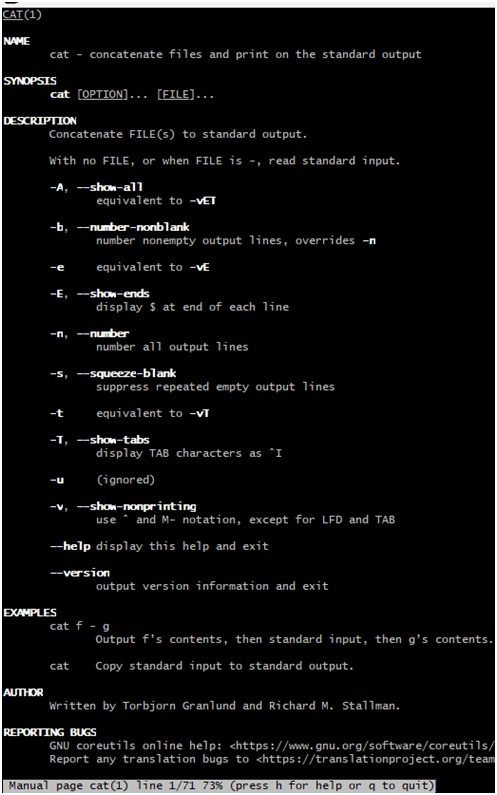 CAT(1)
NAME
cat - concatenate files and print on the standard output
SYNOPSIS
cat [OPTION]... [FILE]...
DESCRIPTION
Concatenate FILE(s) to standard output.
With no FILE, or when FILE is -, read standard input.
-A, --show-all
equivalent to -vET
-b, --number-nonblank
number nonempty output lines, overrides -n
-e equivalent to -vE
-E, --show-ends
display $ at end of each line
-n, --number
number all output lines
-s, --squeeze-blank
suppress repeated empty output lines
-t equivalent to -vT
-T, --show-tabs
display TAB characters as ^I
-u (ignored)
-v, --show-nonprinting
use ^ and M- notation, except for LFD and TAB
--help display this help and exit
--version
output version information and exit
EXAMPLES
cat f - g
Output f's contents, then standard input, then g's contents.
cat Copy standard input to standard output.
AUTHOR
Written by Torbjorn Granlund and Richard M. Stallman.
REPORTING BUGS
GNU coreutils online help: <https://www.gnu.org/software/coreutils/
Report any translation bugs to <https://translationproject.org/team
Manual page cat(1) line 1/71 73% (press h for help or q to quit)